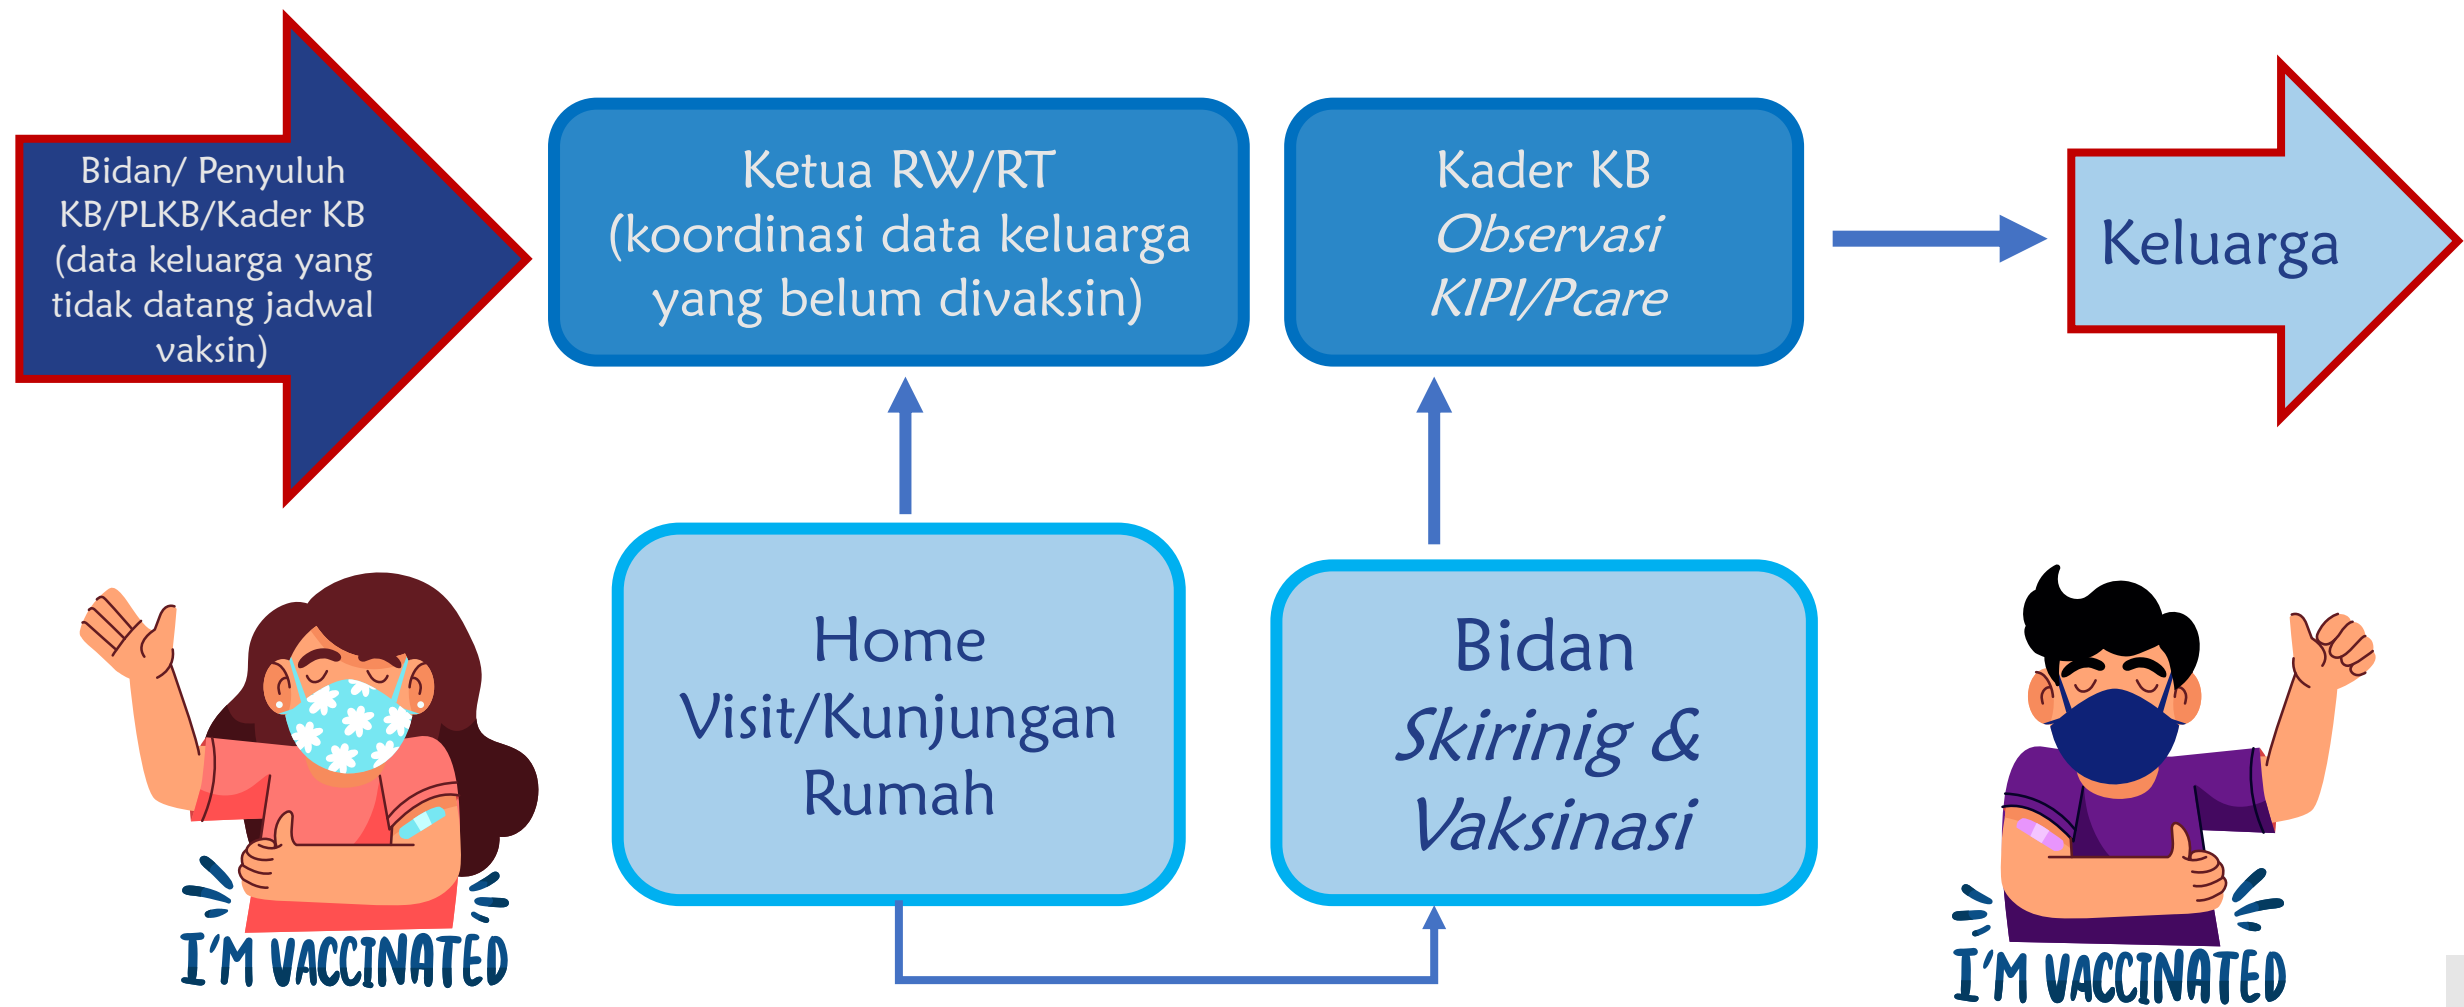 Bidan/ Penyuluh
KB/PLKB/Kader KB
(data keluarga yang
tidak datang jadwal
vaksin)
Ketua RW/RT
(koordinasi data keluarga
yang belum divaksin)
Kader KB
Observasi
KIPI/Pcare
Keluarga
Home
Visit/Kunjungan
Rumah
Bidan
Skirinig &
Vaksinasi
I'M VACCINATED
I'M VACCINATED